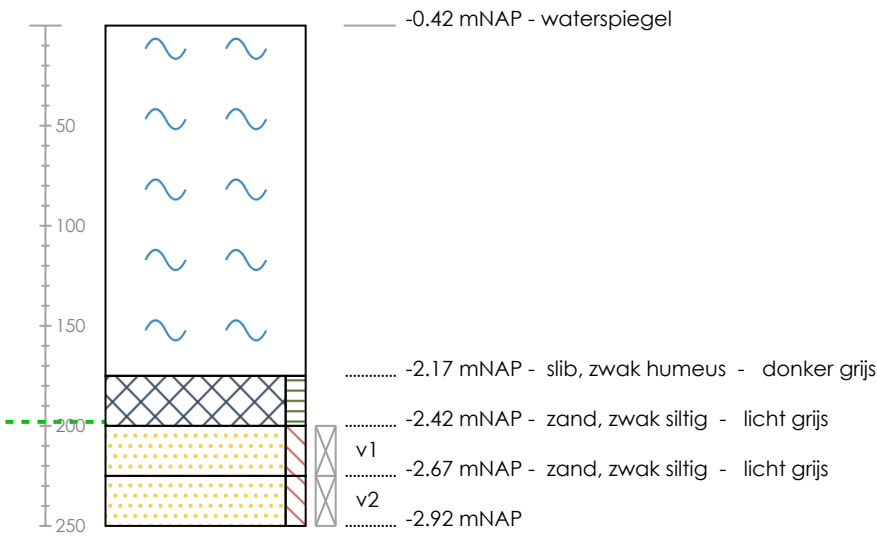 -0.42 mNAP - waterspiegel
50
100
150
-2.17 mNAP - slib, zwak humeus - donker grijs
200
-2.42 mNAP - zand, zwak siltig - licht grijs
v1
-2.67 mNAP - zand, zwak siltig - licht grijs
v2
250
-2.92 mNAP